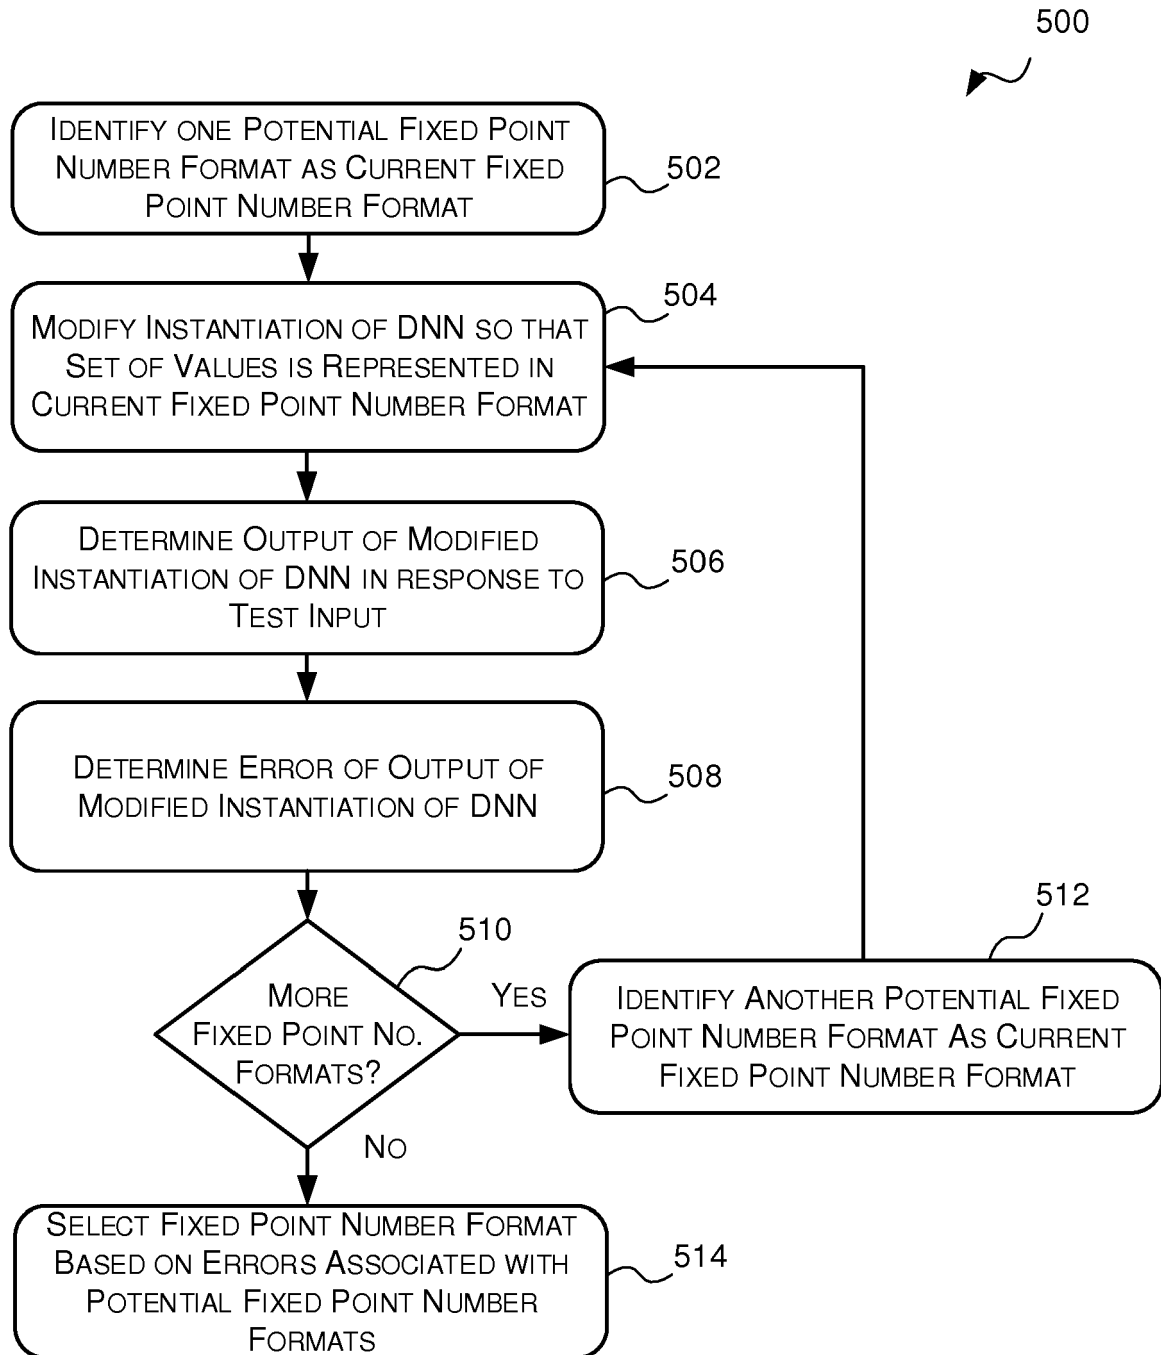 500
IDENTIFY ONE POTENTIAL FIXED POINT
NUMBER FORMAT AS CURRENT FIXED
POINT NUMBER FORMAT
502
504
MODIFY INSTANTIATION OF DNN SO THAT
SET OF VALUES IS REPRESENTED IN
CURRENT FIXED POINT NUMBER FORMAT
DETERMINE OUTPUT OF MODIFIED
INSTANTIATION OF DNN IN RESPONSE TO
TEST INPUT
506
DETERMINE ERROR OF OUTPUT OF
MODIFIED INSTANTIATION OF DNN
508
510
MORE
FIXED POINT NO.
FORMATS?
YES
512
IDENTIFY ANOTHER POTENTIAL FIXED
POINT NUMBER FORMAT AS CURRENT
FIXED POINT NUMBER FORMAT
NO
SELECT FIXED POINT NUMBER FORMAT
BASED ON ERRORS ASSOCIATED WITH
POTENTIAL FIXED POINT NUMBER
FORMATS
514